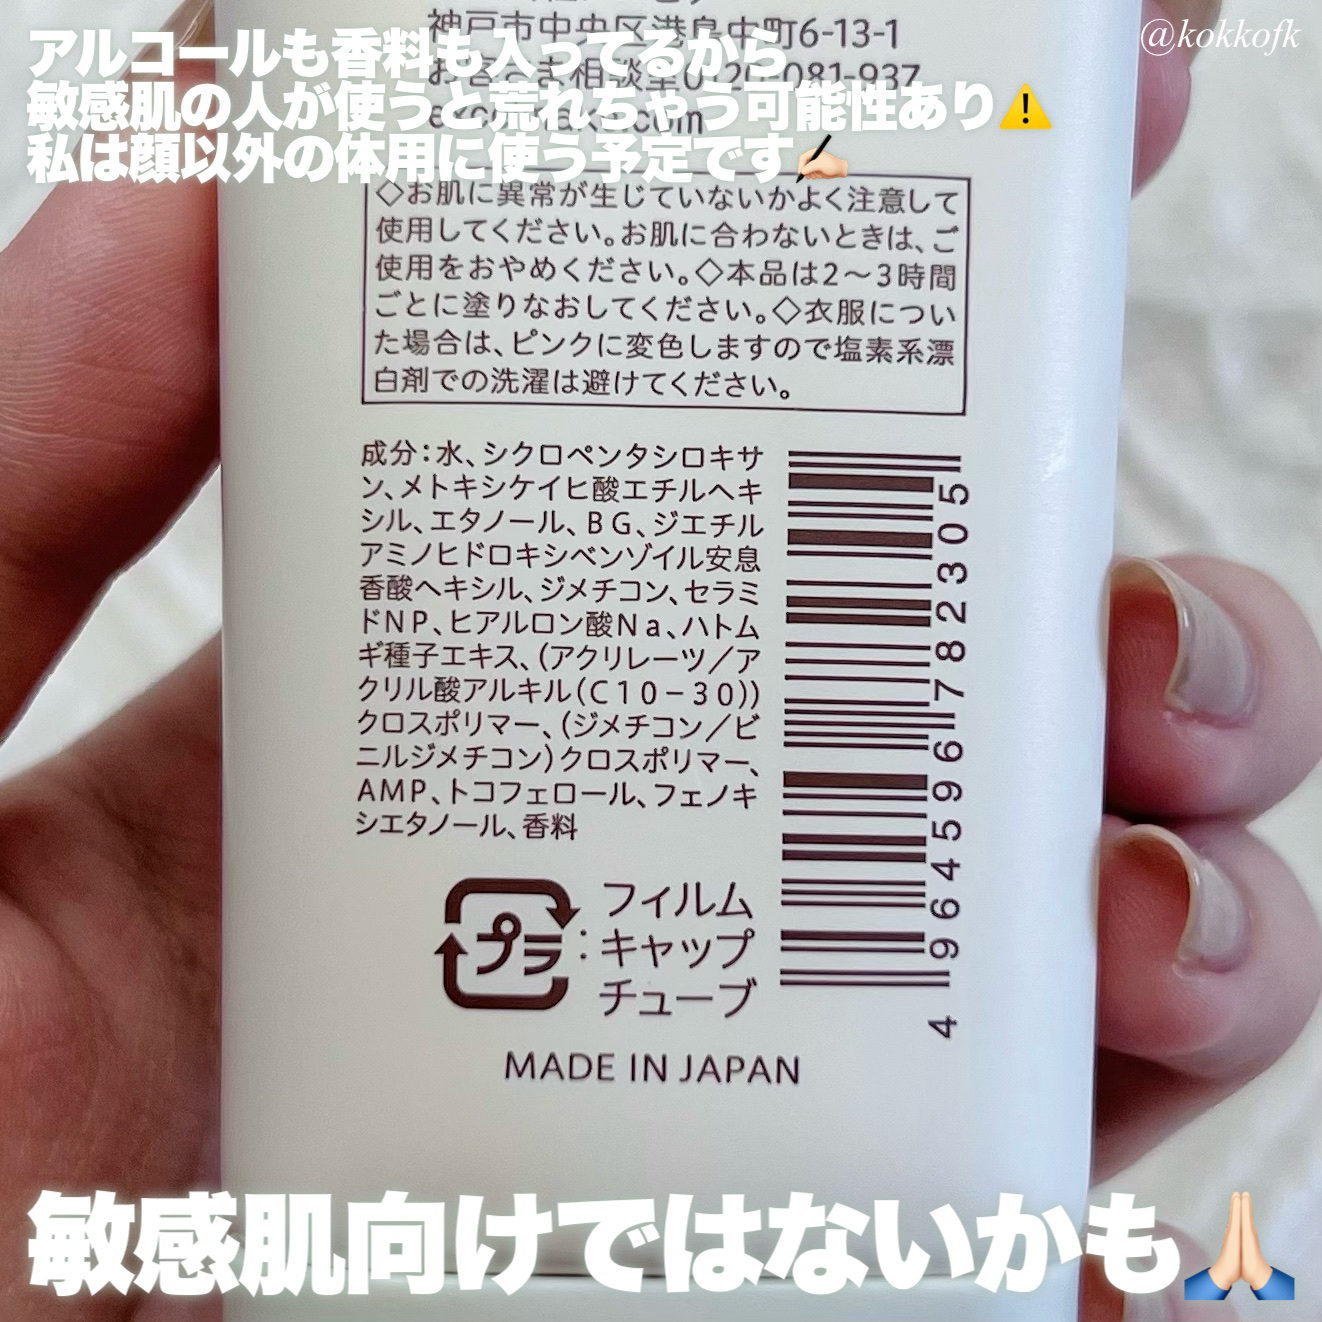 @kokkofk
神戸市中央区港島中町6-13-1
お客さま相談室0120-081-937
アルコールも香料も入ってるから
敏感肌の人が使うと荒れちゃう可能性あり⚠️
私は顔以外の体用に使う予定です✍🏻
◇お肌に異常が生じていないかよく注意して
使用してください。お肌に合わないときは、ご
使用をおやめください。◇本品は2〜3時間
ごとに塗りなおしてください。◇衣服につい
た場合は、ピンクに変色しますので塩素系漂
白剤での洗濯は避けてください。
成分：水、シクロペンタシロキサ
ン、メトキシケイヒ酸エチルヘキ
シル、エタノール、BG、ジエチル
アミノヒドロキシベンゾイル安息
香酸ヘキシル、ジメチコン、セラミ
ドNP、ヒアルロン酸Na、ハトム
ギ種子エキス、(アクリレーツ／ア
クリル酸アルキル(C10－30))
クロスポリマー、(ジメチコン／ビ
ニルジメチコン)クロスポリマー、
AMP、トコフェロール、フェノキ
シエタノール、香料
4 964596 782305
プラ：フィルム
キャップ
チューブ
MADE IN JAPAN
敏感肌向けではないかも🙏🏻